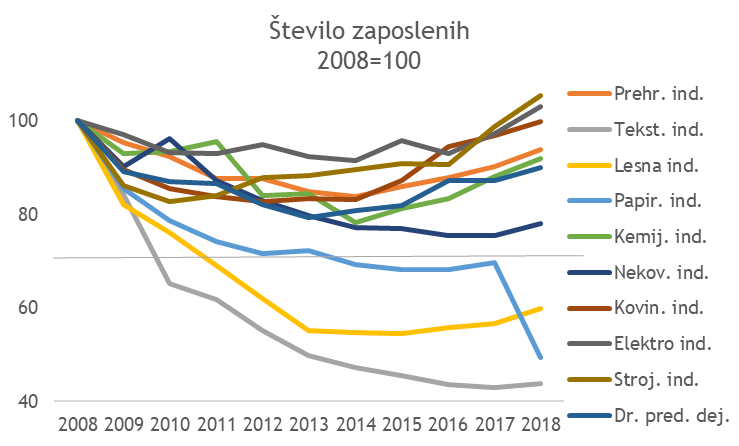 Število zaposlenih
2008=100
100
80
60
40
2008 2009 2010 2011 2012 2013 2014 2015 2016 2017 2018
Prehr. ind.
Tekst. ind.
Lesna ind.
Papir. ind.
Kemij. ind.
Nekov. ind.
Kovin. ind.
Elektro ind.
Stroj. ind.
Dr. pred. dej.